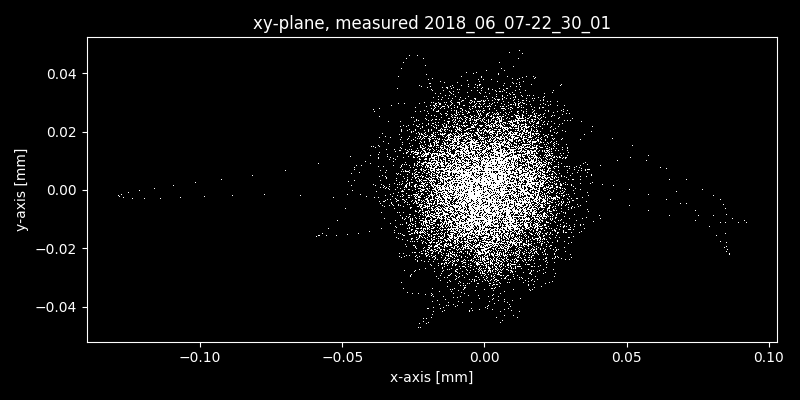 xy-plane, measured 2018_06_07-22_30_01
y-axis [mm]
0.04
0.02
0.00
−0.02
−0.04
−0.10 −0.05 0.00 0.05 0.10
x-axis [mm]